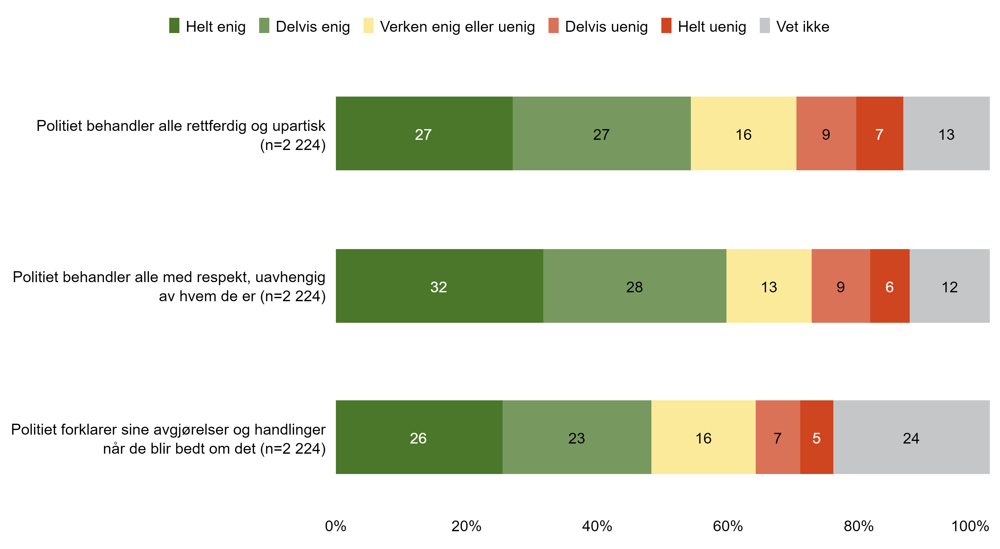 Helt enig Delvis enig Verken enig eller uenig Delvis uenig Helt uenig Vet ikke
Politiet behandler alle rettferdig og upartisk
(n=2 224)
27 27 16 9 7 13
Politiet behandler alle med respekt, uavhengig
av hvem de er (n=2 224)
32 28 13 9 6 12
Politiet forklarer sine avgjørelser og handlinger
når de blir bedt om det (n=2 224)
26 23 16 7 5 24
0% 20% 40% 60% 80% 100%